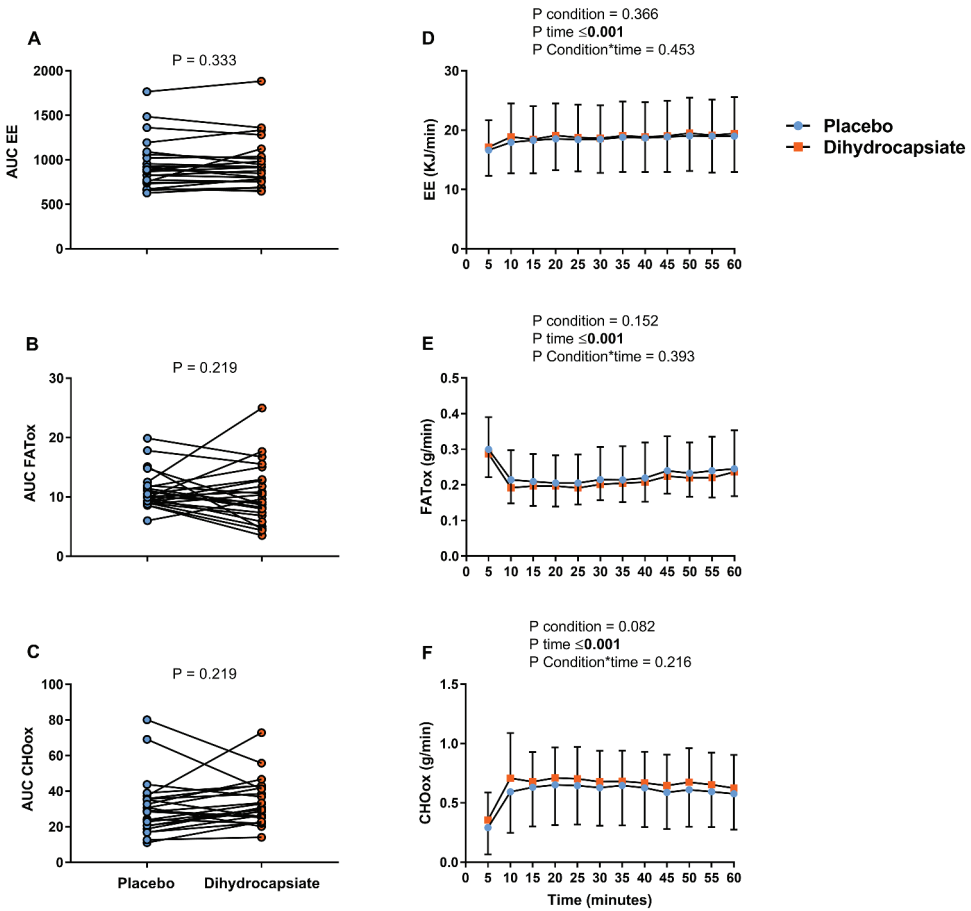 A
P = 0.333
AUC EE
2000
1500
1000
500
0
D
P condition = 0.366
P time ≤0.001
P Condition*time = 0.453
EE (KJ/min)
30
20
10
0
0 5 10 15 20 25 30 35 40 45 50 55 60
Placebo
Dihydrocapsiate
B
P = 0.219
AUC FATox
30
20
10
0
E
P condition = 0.152
P time ≤0.001
P Condition*time = 0.393
FATox (g/min)
0.5
0.4
0.3
0.2
0.1
0.0
0 5 10 15 20 25 30 35 40 45 50 55 60
C
P = 0.219
AUC CHOox
100
80
60
40
20
0
Placebo Dihydrocapsiate
F
P condition = 0.082
P time ≤0.001
P Condition*time = 0.216
CHOox (g/min)
1.5
1.0
0.5
0.0
0 5 10 15 20 25 30 35 40 45 50 55 60
Time (minutes)